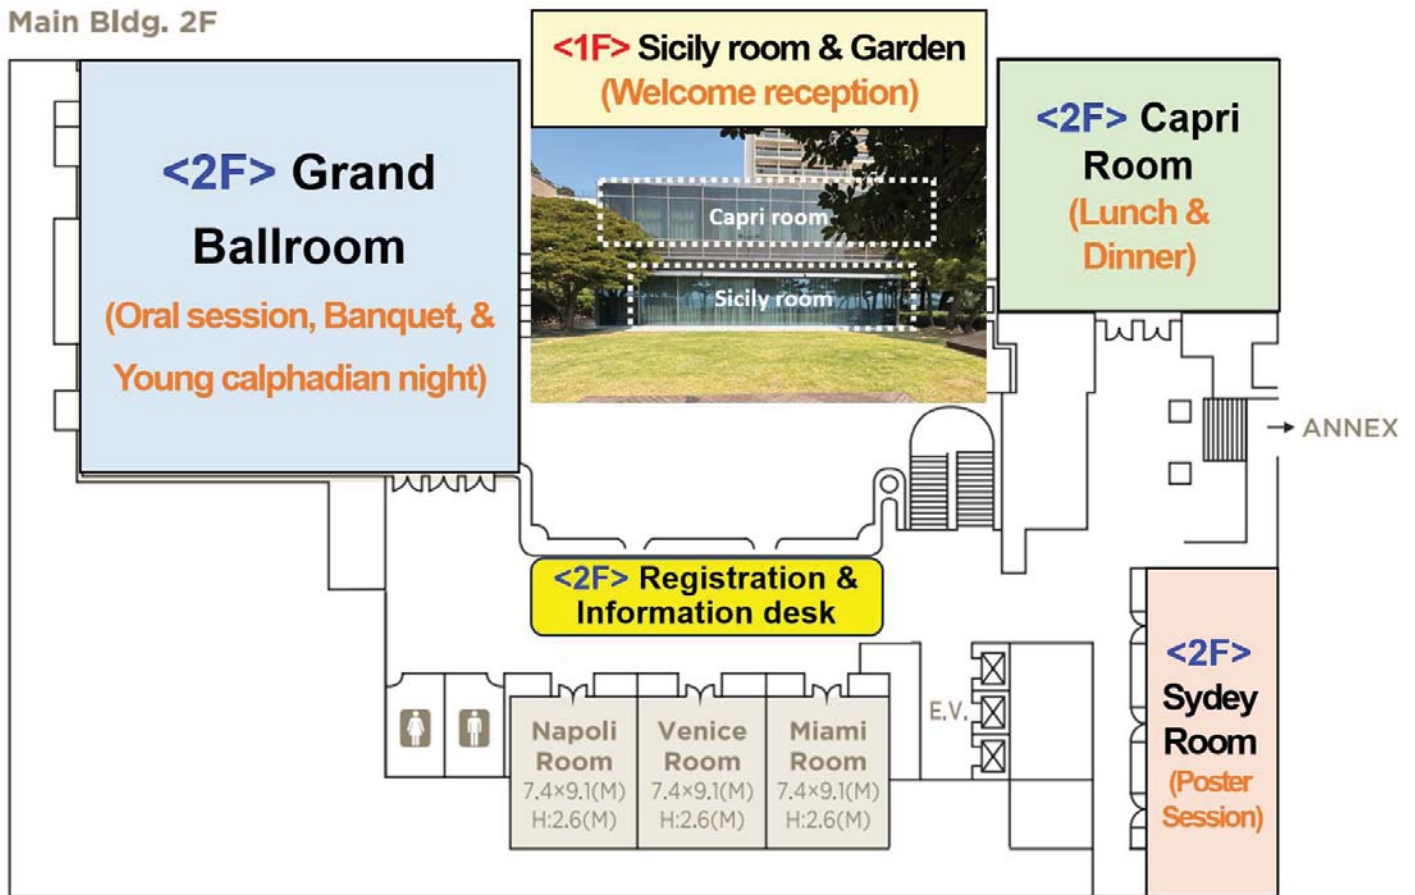 Main Bldg. 2F
<1F> Sicily room & Garden
(Welcome reception)
<2F> Grand
Ballroom
(Oral session, Banquet, &
Young calphadian night)
Capri room
Sicily room
<2F> Capri
Room
(Lunch &
Dinner)
→ ANNEX
<2F> Registration &
Information desk
E.V.
Napoli
Room
7.4×9.1(M)
H:2.6(M)
Venice
Room
7.4×9.1(M)
H:2.6(M)
Miami
Room
7.4×9.1(M)
H:2.6(M)
<2F>
Sydey
Room
(Poster
Session)